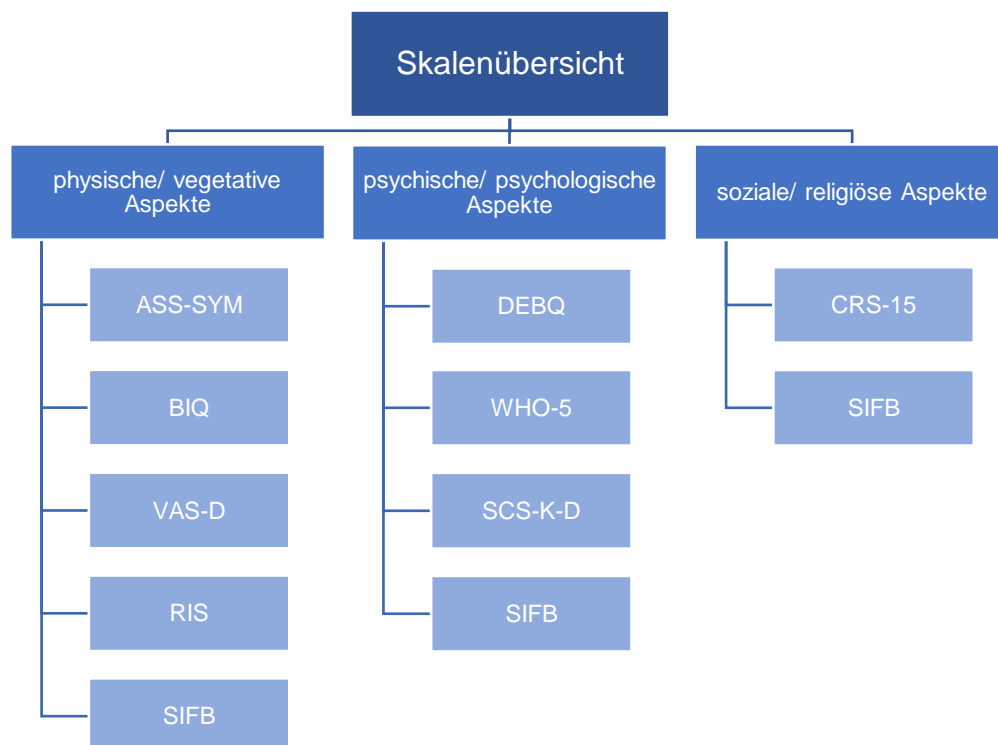 Skalenübersicht
physische/ vegetative
Aspekte
ASS-SYM
BIQ
VAS-D
RIS
SIFB
psychische/ psychologische
Aspekte
DEBQ
WHO-5
SCS-K-D
SIFB
soziale/ religiöse Aspekte
CRS-15
SIFB